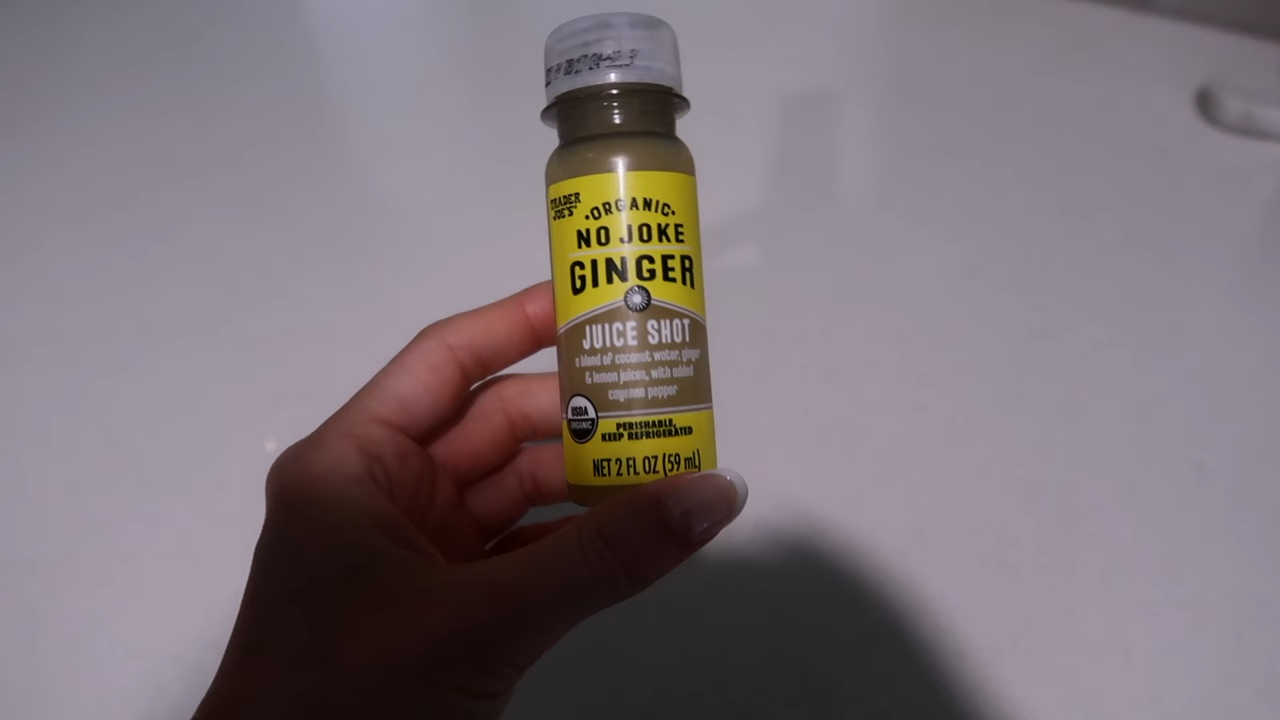 TRADER
JOE'S
•ORGANIC•
NO JOKE
GINGER
JUICE SHOT
a blend of coconut water, ginger
& lemon juices, with added
cayenne pepper
USDA
ORGANIC
PERISHABLE,
KEEP REFRIGERATED
NET 2 FL OZ (59 mL)